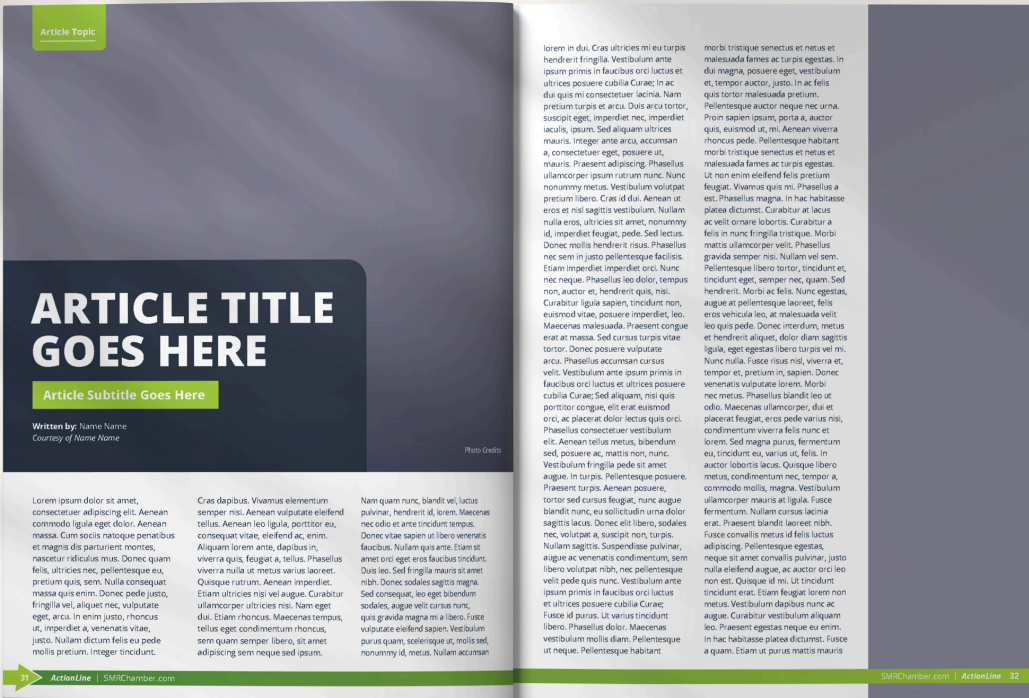 Article Topic
ARTICLE TITLE
GOES HERE
Article Subtitle Goes Here
Written by: Name Name
Courtesy of Name Name
Photo Credits
Lorem ipsum dolor sit amet,
consectetuer adipiscing elit. Aenean
commodo ligula eget dolor. Aenean
massa. Cum sociis natoque penatibus
et magnis dis parturient montes,
nascetur ridiculus mus. Donec quam
felis, ultricies nec, pellentesque eu,
pretium quis, sem. Nulla consequat
massa quis enim. Donec pede justo,
fringilla vel, aliquet nec, vulputate
eget, arcu. In enim justo, rhoncus
ut, imperdiet a, venenatis vitae,
justo. Nullam dictum felis eu pede
mollis pretium. Integer tincidunt.
Cras dapibus. Vivamus elementum
semper nisi. Aenean vulputate eleifend
tellus. Aenean leo ligula, porttitor eu,
consequat vitae, eleifend ac, enim.
Aliquam lorem ante, dapibus in,
viverra quis, feugiat a, tellus. Phasellus
viverra nulla ut metus varius laoreet.
Quisque rutrum. Aenean imperdiet.
Etiam ultricies nisi vel augue. Curabitur
ullamcorper ultricies nisi. Nam eget
dui. Etiam rhoncus. Maecenas tempus,
tellus eget condimentum rhoncus,
sem quam semper libero, sit amet
adipiscing sem neque sed ipsum.
Nam quam nunc, blandit vel, luctus
pulvinar, hendrerit id, lorem. Maecenas
nec odio et ante tincidunt tempus.
Donec vitae sapien ut libero venenatis
faucibus. Nullam quis ante. Etiam sit
amet orci eget eros faucibus tincidunt.
Duis leo. Sed fringilla mauris sit amet
nibh. Donec sodales sagittis magna.
Sed consequat, leo eget bibendum
sodales, augue velit cursus nunc,
quis gravida magna mi a libero. Fusce
vulputate eleifend sapien. Vestibulum
purus quam, scelerisque ut, mollis sed,
nonummy id, metus. Nullam accumsan
31 ActionLine | SMRChamber.com
lorem in dui. Cras ultricies mi eu turpis
hendrerit fringilla. Vestibulum ante
ipsum primis in faucibus orci luctus et
ultrices posuere cubilia Curae; In ac
dui quis mi consectetuer lacinia. Nam
pretium turpis et arcu. Duis arcu tortor,
suscipit eget, imperdiet nec, imperdiet
iaculis, ipsum. Sed aliquam ultrices
mauris. Integer ante arcu, accumsan
a, consectetuer eget, posuere ut,
mauris. Praesent adipiscing. Phasellus
ullamcorper ipsum rutrum nunc. Nunc
nonummy metus. Vestibulum volutpat
pretium libero. Cras id dui. Aenean ut
eros et nisl sagittis vestibulum. Nullam
nulla eros, ultricies sit amet, nonummy
id, imperdiet feugiat, pede. Sed lectus.
Donec mollis hendrerit risus. Phasellus
nec sem in justo pellentesque facilisis.
Etiam imperdiet imperdiet orci. Nunc
nec neque. Phasellus leo dolor, tempus
non, auctor et, hendrerit quis, nisi.
Curabitur ligula sapien, tincidunt non,
euismod vitae, posuere imperdiet, leo.
Maecenas malesuada. Praesent congue
erat at massa. Sed cursus turpis vitae
tortor. Donec posuere vulputate
arcu. Phasellus accumsan cursus
velit. Vestibulum ante ipsum primis in
faucibus orci luctus et ultrices posuere
cubilia Curae; Sed aliquam, nisi quis
porttitor congue, elit erat euismod
orci, ac placerat dolor lectus quis orci.
Phasellus consectetuer vestibulum
elit. Aenean tellus metus, bibendum
sed, posuere ac, mattis non, nunc.
Vestibulum fringilla pede sit amet
augue. In turpis. Pellentesque posuere.
Praesent turpis. Aenean posuere,
tortor sed cursus feugiat, nunc augue
blandit nunc, eu sollicitudin urna dolor
sagittis lacus. Donec elit libero, sodales
nec, volutpat a, suscipit non, turpis.
Nullam sagittis. Suspendisse pulvinar,
augue ac venenatis condimentum, sem
libero volutpat nibh, nec pellentesque
velit pede quis nunc. Vestibulum ante
ipsum primis in faucibus orci luctus
et ultrices posuere cubilia Curae;
Fusce id purus. Ut varius tincidunt
libero. Phasellus dolor. Maecenas
vestibulum mollis diam. Pellentesque
ut neque. Pellentesque habitant
morbi tristique senectus et netus et
malesuada fames ac turpis egestas. In
dui magna, posuere eget, vestibulum
et, tempor auctor, justo. In ac felis
quis tortor malesuada pretium.
Pellentesque auctor neque nec urna.
Proin sapien ipsum, porta a, auctor
quis, euismod ut, mi. Aenean viverra
rhoncus pede. Pellentesque habitant
morbi tristique senectus et netus et
malesuada fames ac turpis egestas.
Ut non enim eleifend felis pretium
feugiat. Vivamus quis mi. Phasellus a
est. Phasellus magna. In hac habitasse
platea dictumst. Curabitur at lacus
ac velit ornare lobortis. Curabitur a
felis in nunc fringilla tristique. Morbi
mattis ullamcorper velit. Phasellus
gravida semper nisi. Nullam vel sem.
Pellentesque libero tortor, tincidunt et,
tincidunt eget, semper nec, quam. Sed
hendrerit. Morbi ac felis. Nunc egestas,
augue at pellentesque laoreet, felis
eros vehicula leo, at malesuada velit
leo quis pede. Donec interdum, metus
et hendrerit aliquet, dolor diam sagittis
ligula, eget egestas libero turpis vel mi.
Nunc nulla. Fusce risus nisl, viverra et,
tempor et, pretium in, sapien. Donec
venenatis vulputate lorem. Morbi
nec metus. Phasellus blandit leo ut
odio. Maecenas ullamcorper, dui et
placerat feugiat, eros pede varius nisi,
condimentum viverra felis nunc et
lorem. Sed magna purus, fermentum
eu, tincidunt eu, varius ut, felis. In
auctor lobortis lacus. Quisque libero
metus, condimentum nec, tempor a,
commodo mollis, magna. Vestibulum
ullamcorper mauris at ligula. Fusce
fermentum. Nullam cursus lacinia
erat. Praesent blandit laoreet nibh.
Fusce convallis metus id felis luctus
adipiscing. Pellentesque egestas,
neque sit amet convallis pulvinar, justo
nulla eleifend augue, ac auctor orci leo
non est. Quisque id mi. Ut tincidunt
tincidunt erat. Etiam feugiat lorem non
metus. Vestibulum dapibus nunc ac
augue. Curabitur vestibulum aliquam
leo. Praesent egestas neque eu enim.
In hac habitasse platea dictumst. Fusce
a quam. Etiam ut purus mattis mauris
SMRChamber.com | ActionLine 32